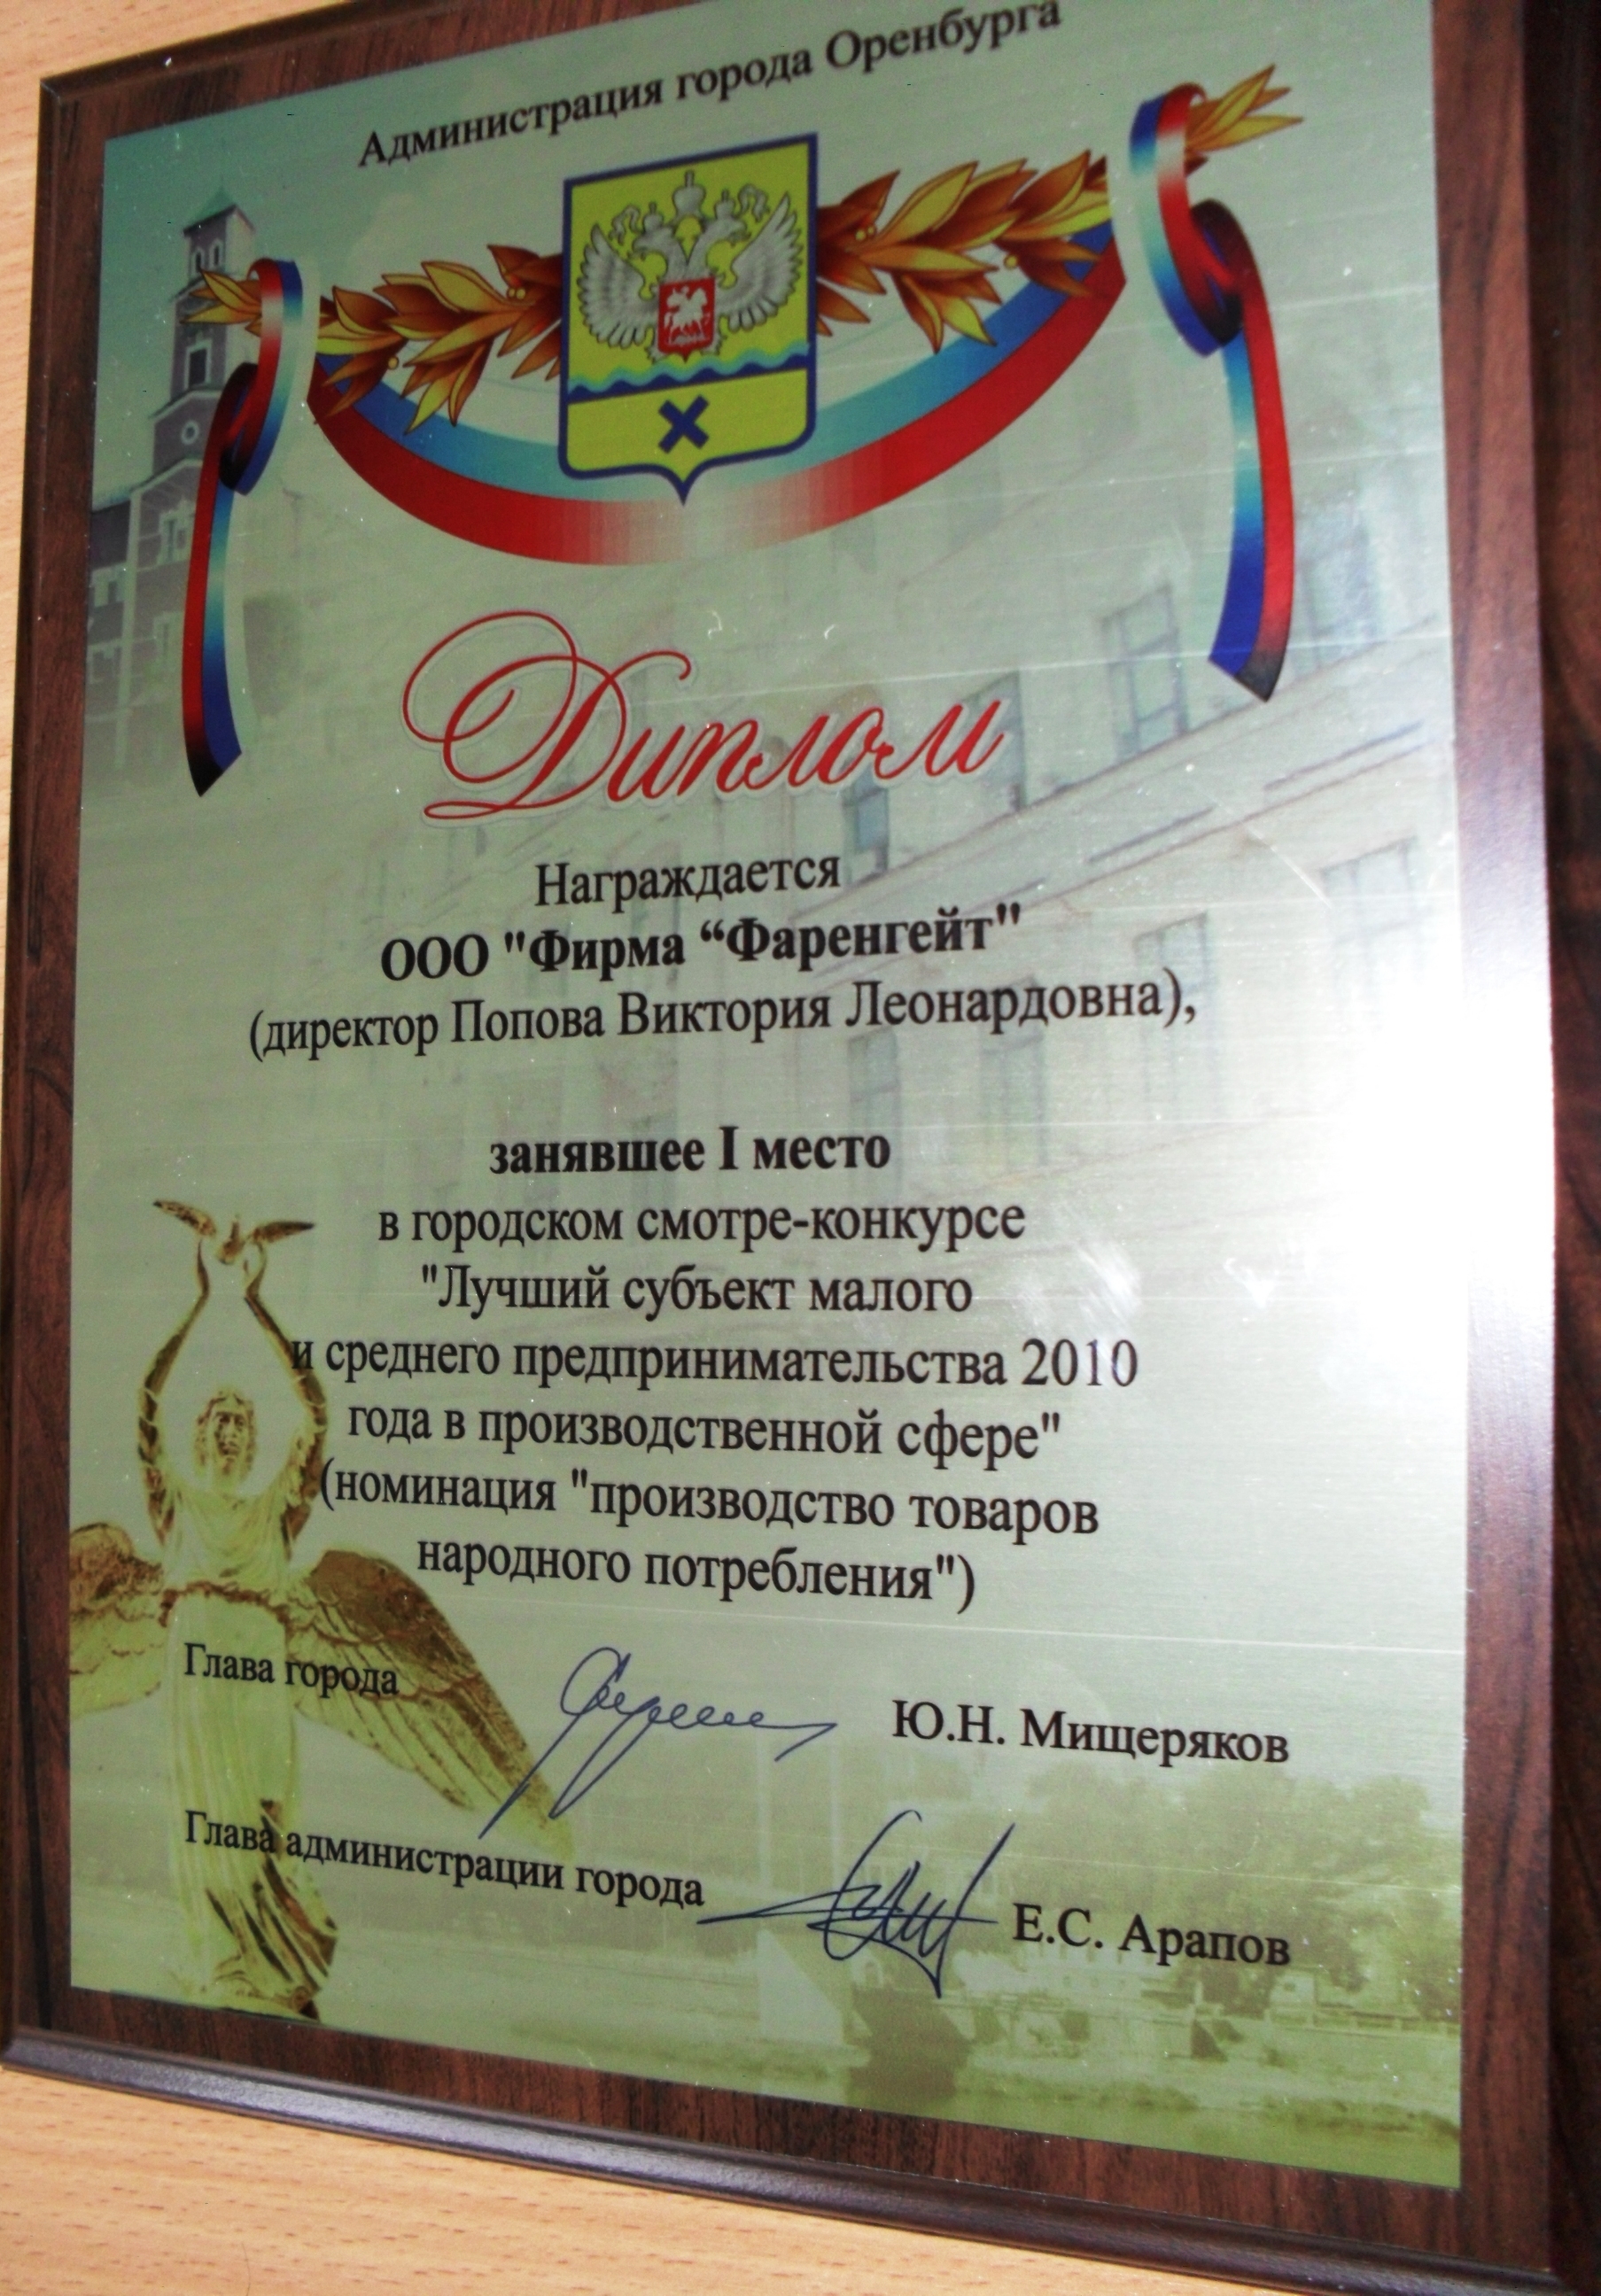 Администрация города Оренбурга
Диплом
Награждается
ООО "Фирма “Фаренгейт"
(директор Попова Виктория Леонардовна),
занявшее I место
в городском смотре-конкурсе
"Лучший субъект малого
и среднего предпринимательства 2010
года в производственной сфере"
(номинация "производство товаров
народного потребления")
Глава города Ю.Н. Мищеряков
Глава администрации города Е.С. Арапов